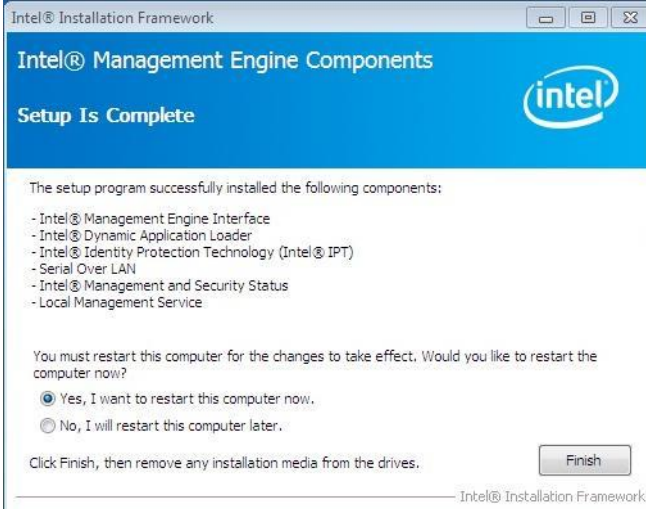 Intel® Installation Framework
Intel® Management Engine Components
(intel)
Setup Is Complete
The setup program successfully installed the following components:
- Intel® Management Engine Interface
- Intel® Dynamic Application Loader
- Intel® Identity Protection Technology (Intel® IPT)
- Serial Over LAN
- Intel® Management and Security Status
- Local Management Service
You must restart this computer for the changes to take effect. Would you like to restart the
computer now?
Yes, I want to restart this computer now.
No, I will restart this computer later.
Click Finish, then remove any installation media from the drives.
Finish
Intel® Installation Framework